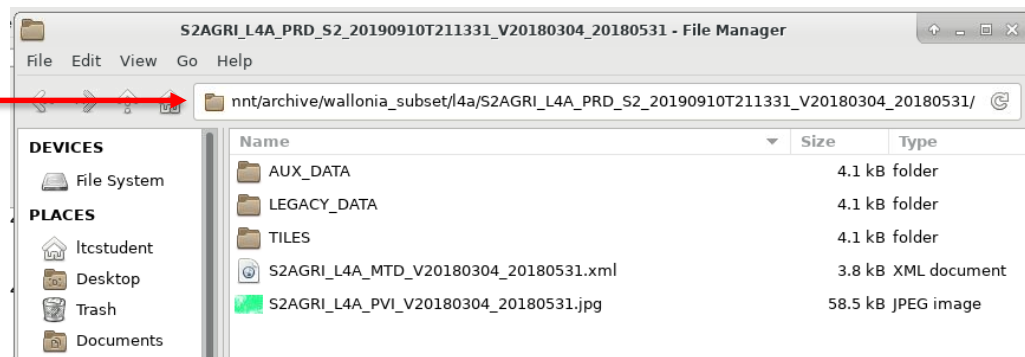 S2AGRI_L4A_PRD_S2_20190910T211331_V20180304_20180531 - File Manager
File Edit View Go Help
nnt/archive/wallonia_subset/l4a/S2AGRI_L4A_PRD_S2_20190910T211331_V20180304_20180531/
DEVICES
File System
PLACES
ltcstudent
Desktop
Trash
Documents
Name Size Type
AUX_DATA 4.1 kB folder
LEGACY_DATA 4.1 kB folder
TILES 4.1 kB folder
S2AGRI_L4A_MTD_V20180304_20180531.xml 3.8 kB XML document
S2AGRI_L4A_PVI_V20180304_20180531.jpg 58.5 kB JPEG image